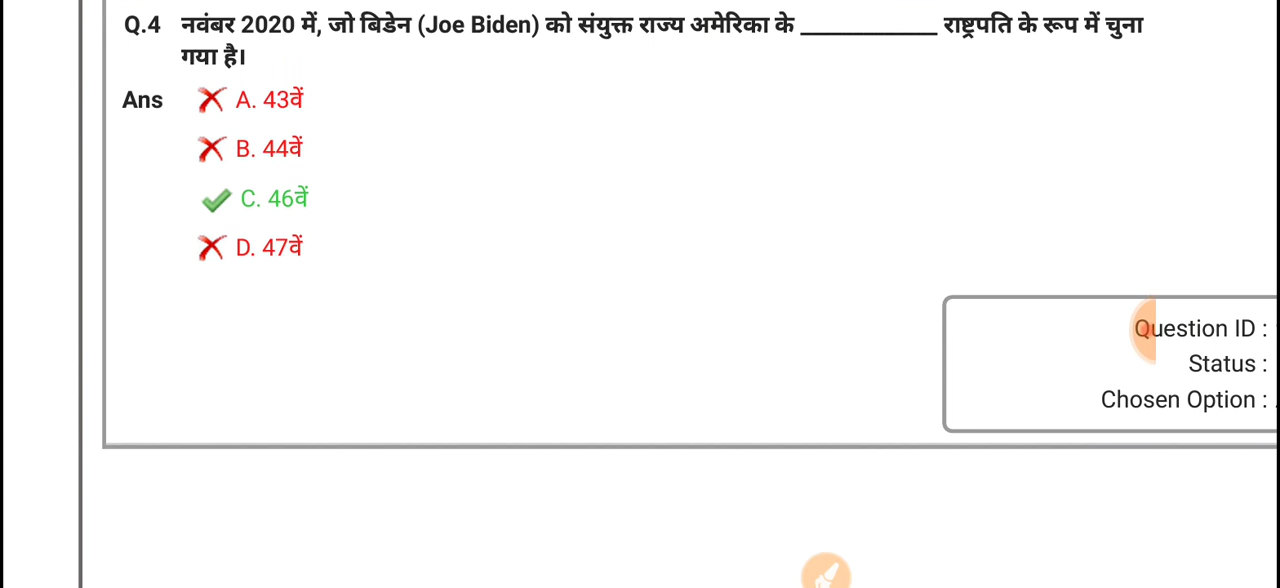 Q.4 नवंबर 2020 में, जो बिडेन (Joe Biden) को संयुक्त राज्य अमेरिका के ___________ राष्ट्रपति के रूप में चुना
गया है।
Ans A. 43वें
B. 44वें
C. 46वें
D. 47वें
Question ID :
Status :
Chosen Option :